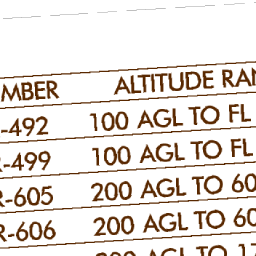 MBER ALTITUDE RAN
-492 100 AGL TO FL
R-499 100 AGL TO FL
R-605 200 AGL TO 60
R-606 200 AGL TO 60
200 AGL TO 17